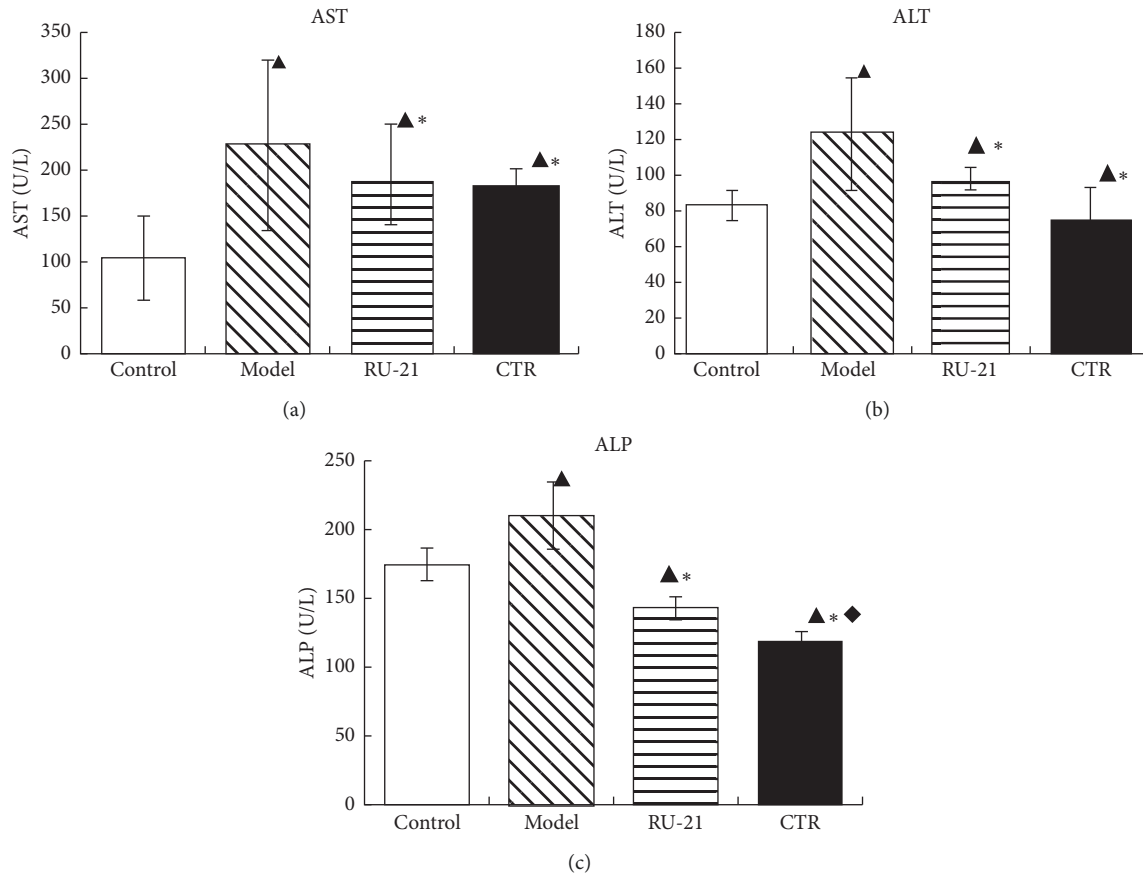 AST
AST (U/L)
350
300
250
200
150
100
50
0
Control Model RU-21 CTR
▲
▲ *
▲ *
(a)
ALT
ALT (U/L)
180
160
140
120
100
80
60
40
20
0
Control Model RU-21 CTR
▲
▲ *
▲ *
(b)
ALP
ALP (U/L)
250
200
150
100
50
0
Control Model RU-21 CTR
▲
▲ *
▲ * ◆
(c)